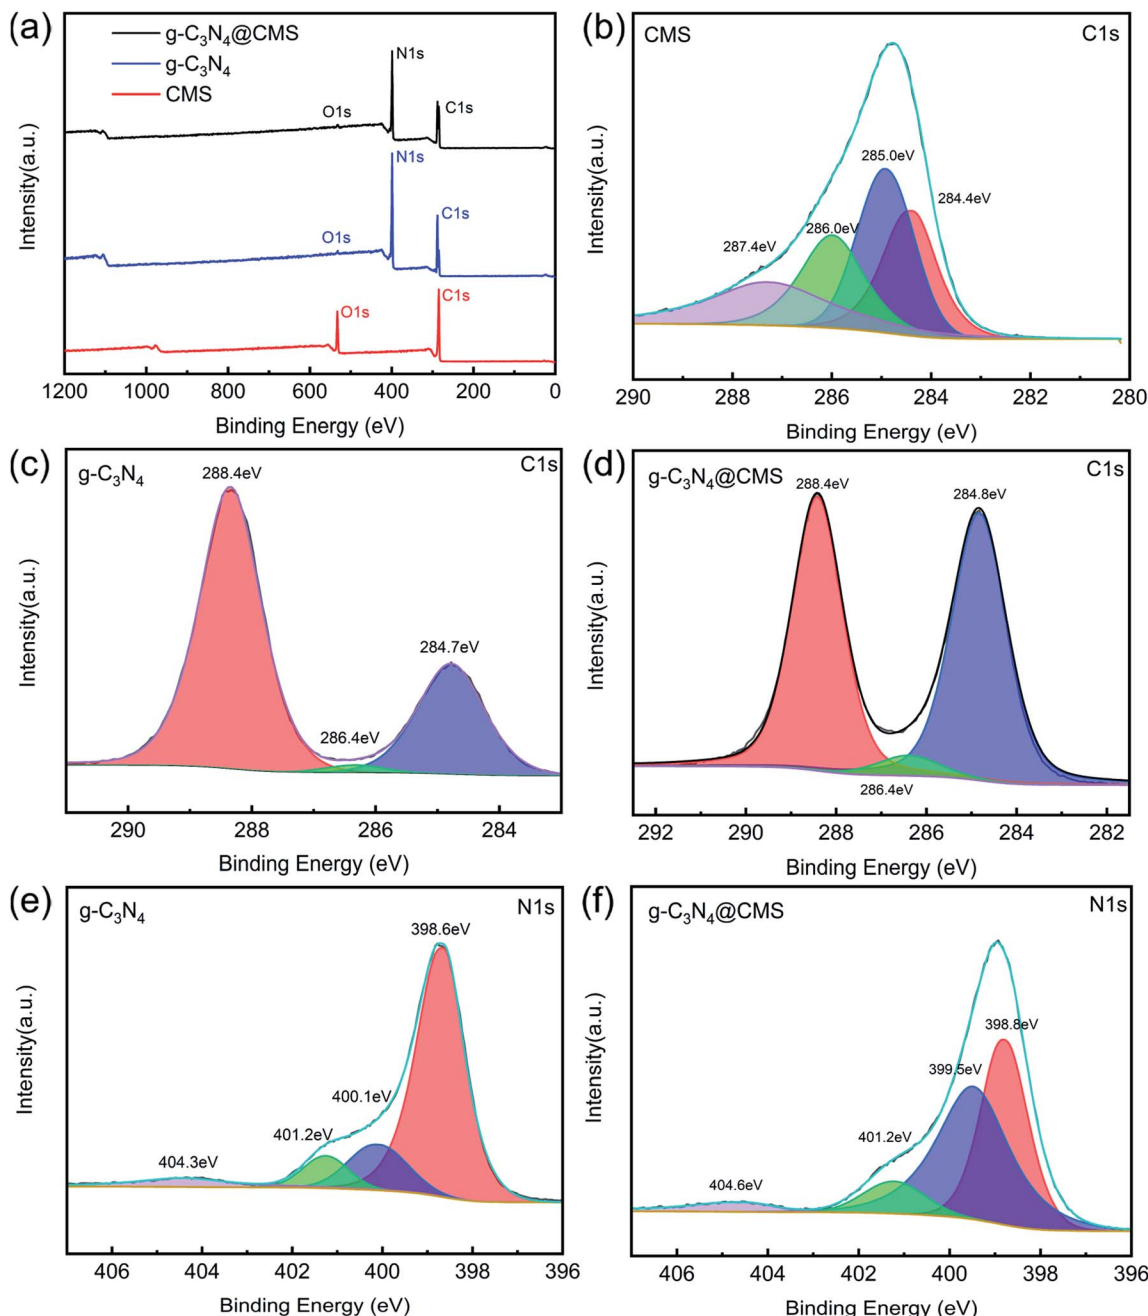 (a)
g-C₃N₄@CMS
g-C₃N₄
CMS
N1s
O1s
C1s
N1s
O1s
C1s
O1s
C1s
Intensity(a.u.)
1200 1000 800 600 400 200 0
Binding Energy (eV)
(b)
CMS
C1s
285.0eV
284.4eV
286.0eV
287.4eV
Intensity(a.u.)
290 288 286 284 282 280
Binding Energy (eV)
(c)
g-C₃N₄
C1s
288.4eV
284.7eV
286.4eV
Intensity(a.u.)
290 288 286 284
Binding Energy (eV)
(d)
g-C₃N₄@CMS
C1s
288.4eV
284.8eV
286.4eV
Intensity(a.u.)
292 290 288 286 284 282
Binding Energy (eV)
(e)
g-C₃N₄
N1s
398.6eV
400.1eV
401.2eV
404.3eV
Intensity(a.u.)
406 404 402 400 398 396
Binding Energy (eV)
(f)
g-C₃N₄@CMS
N1s
398.8eV
399.5eV
401.2eV
404.6eV
Intensity(a.u.)
406 404 402 400 398 396
Binding Energy (eV)